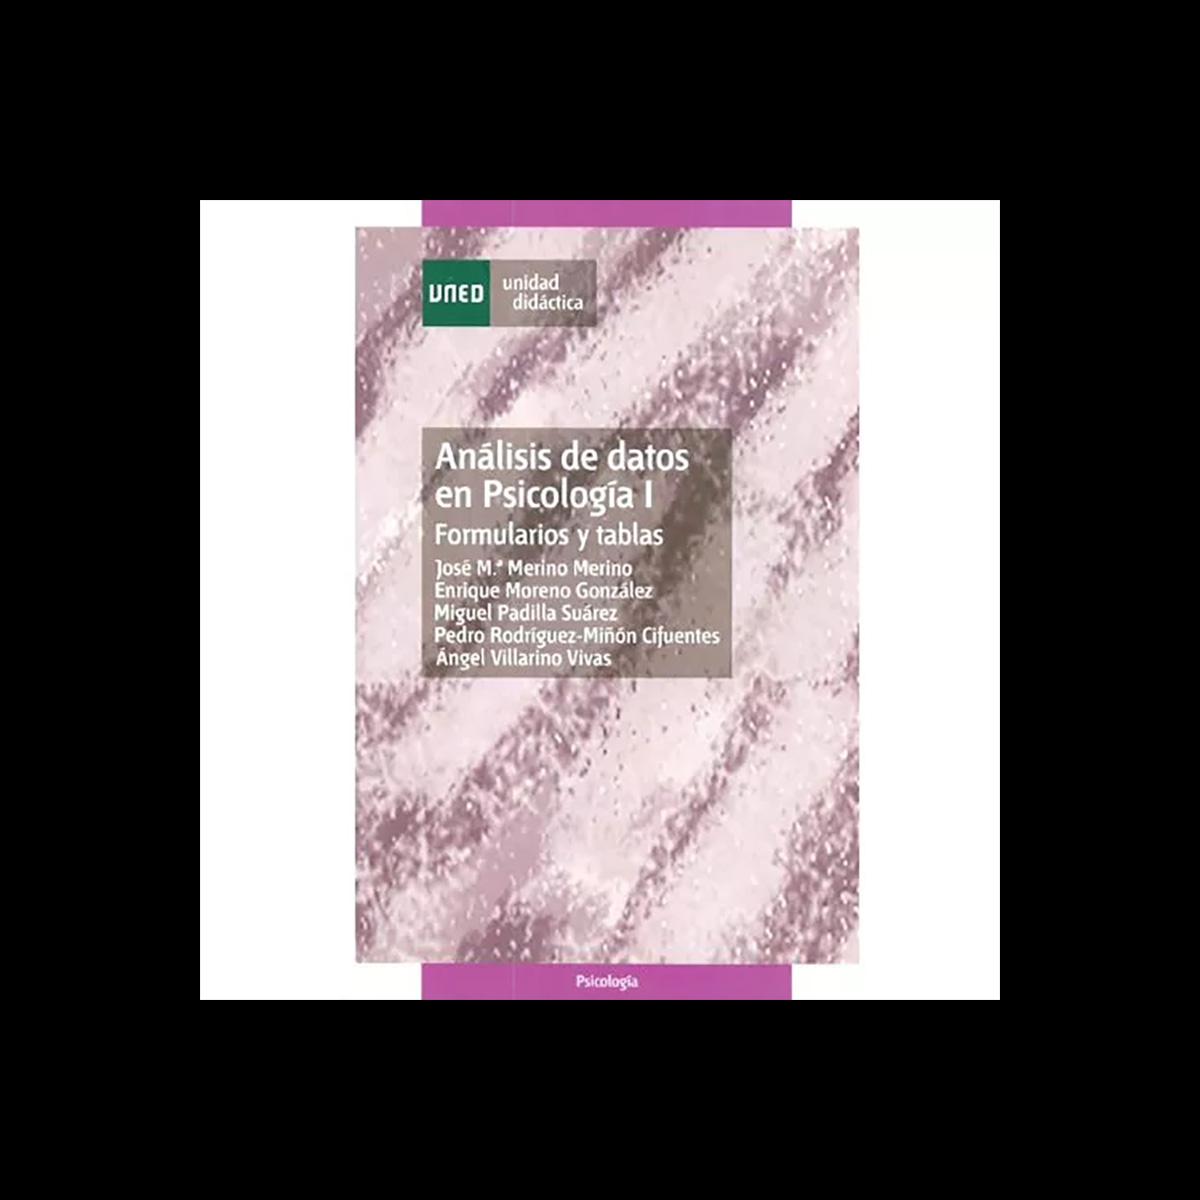 UNED
unidad
didáctica
Análisis de datos
en Psicología I
Formularios y tablas
José M.ª Merino Merino
Enrique Moreno González
Miguel Padilla Suárez
Pedro Rodríguez-Miñón Cifuentes
Ángel Villarino Vivas
Psicología